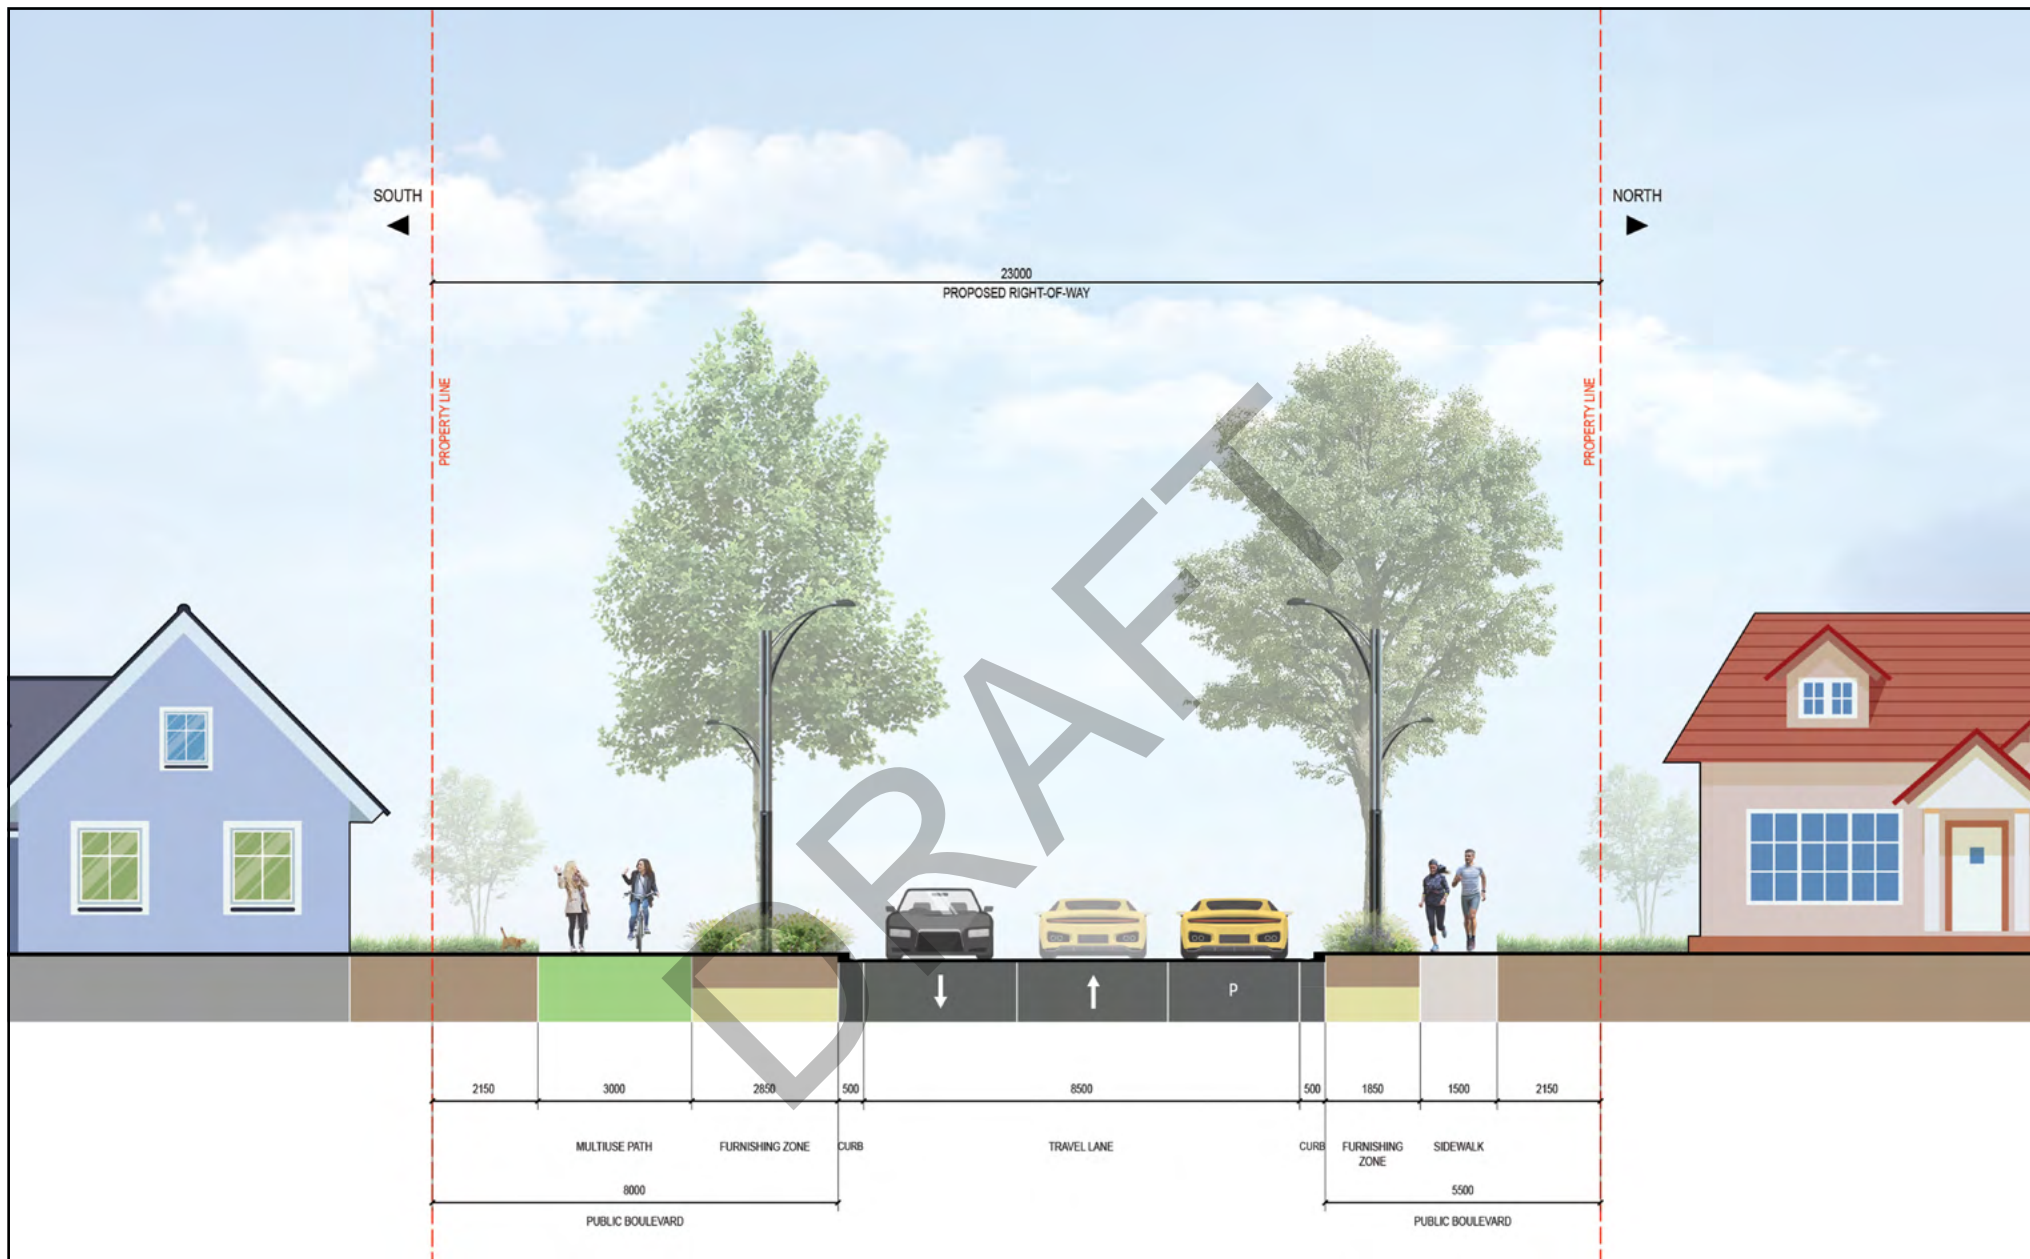 SOUTH
NORTH
23000
PROPOSED RIGHT-OF-WAY
PROPERTY LINE
PROPERTY LINE
DRAFT
P
2150
3000
2850
500
8500
500
1850
1500
2150
MULTIUSE PATH
FURNISHING ZONE
CURB
TRAVEL LANE
CURB
FURNISHING
ZONE
SIDEWALK
8000
5500
PUBLIC BOULEVARD
PUBLIC BOULEVARD